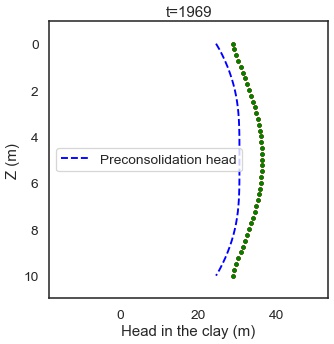 t=1969
0
2
4
6
8
10
Z (m)
Preconsolidation head
0
20
40
Head in the clay (m)